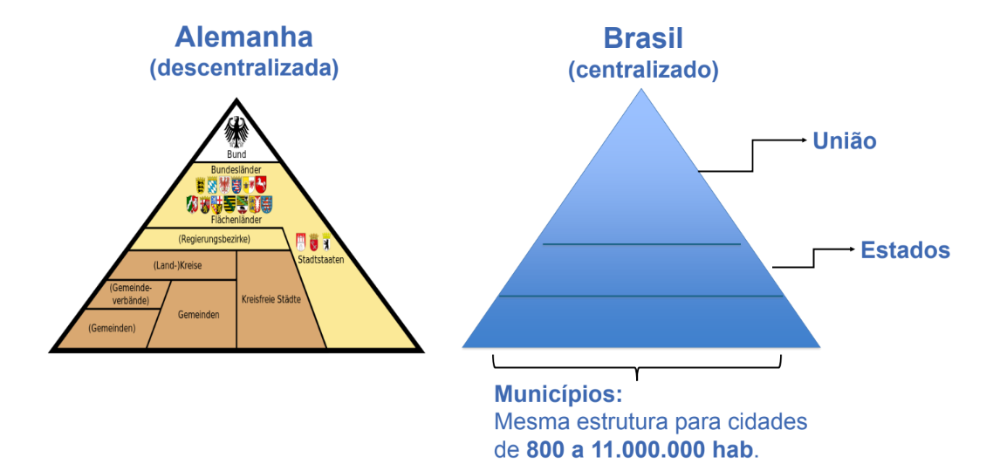 Alemanha
(descentralizada)
Bund
Bundesländer
Flächenländer
(Regierungsbezirke)
Stadtstaaten
(Land-)Kreise
(Gemeinde-
verbände)
Gemeinden
Kreisfreie Städte
(Gemeinden)
Brasil
(centralizado)
União
Estados
Municípios:
Mesma estrutura para cidades
de 800 a 11.000.000 hab.